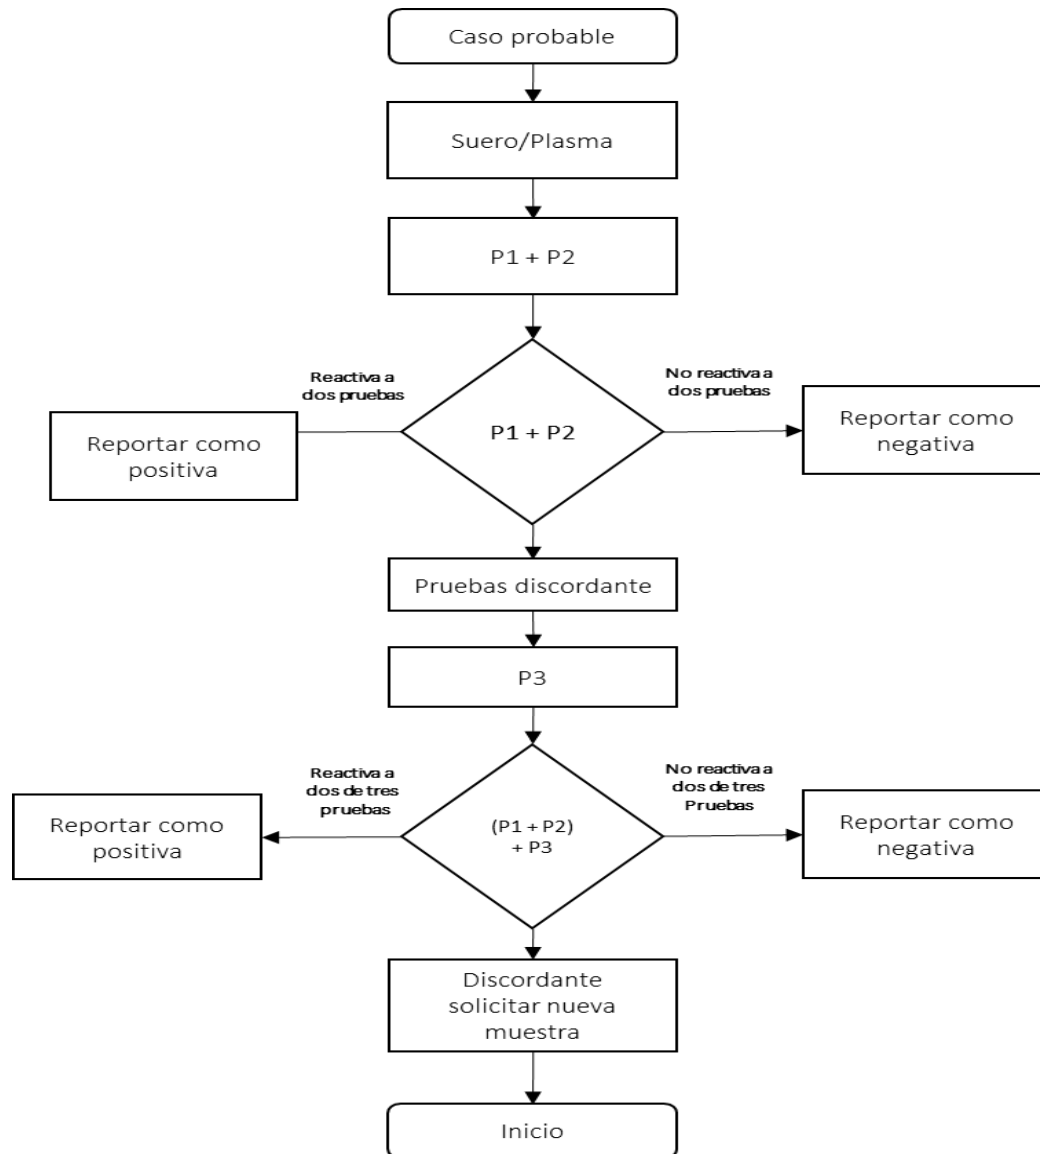 Caso probable
Suero/Plasma
P1 + P2
Reactiva a
dos pruebas
No reactiva a
dos pruebas
P1 + P2
Reportar como
positiva
Reportar como
negativa
Pruebas discordante
P3
Reactiva a
dos de tres
pruebas
No reactiva a
dos de tres
Pruebas
(P1 + P2)
+ P3
Reportar como
positiva
Reportar como
negativa
Discordante
solicitar nueva
muestra
Inicio